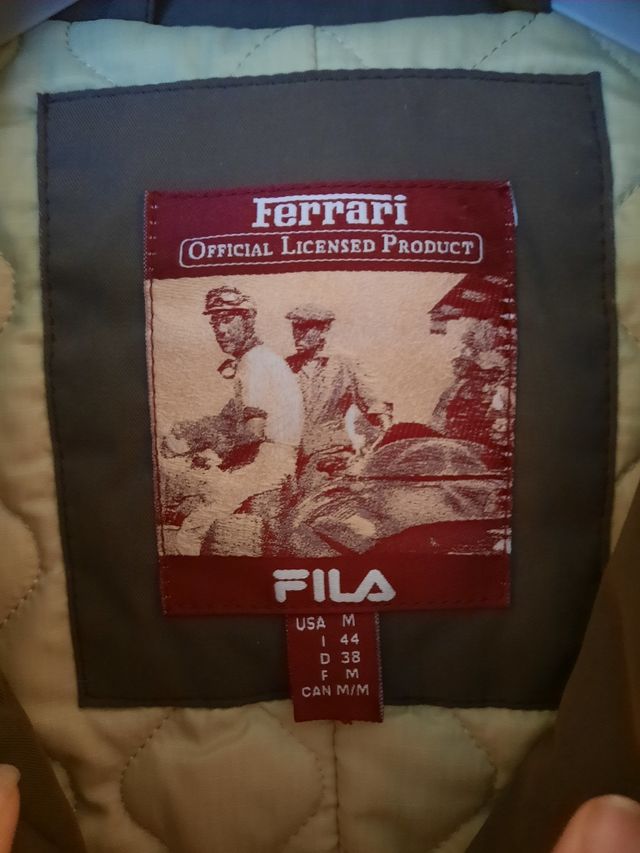 Ferrari
OFFICIAL LICENSED PRODUCT
FILA
USA M
I 44
D 38
F M
CAN M/M